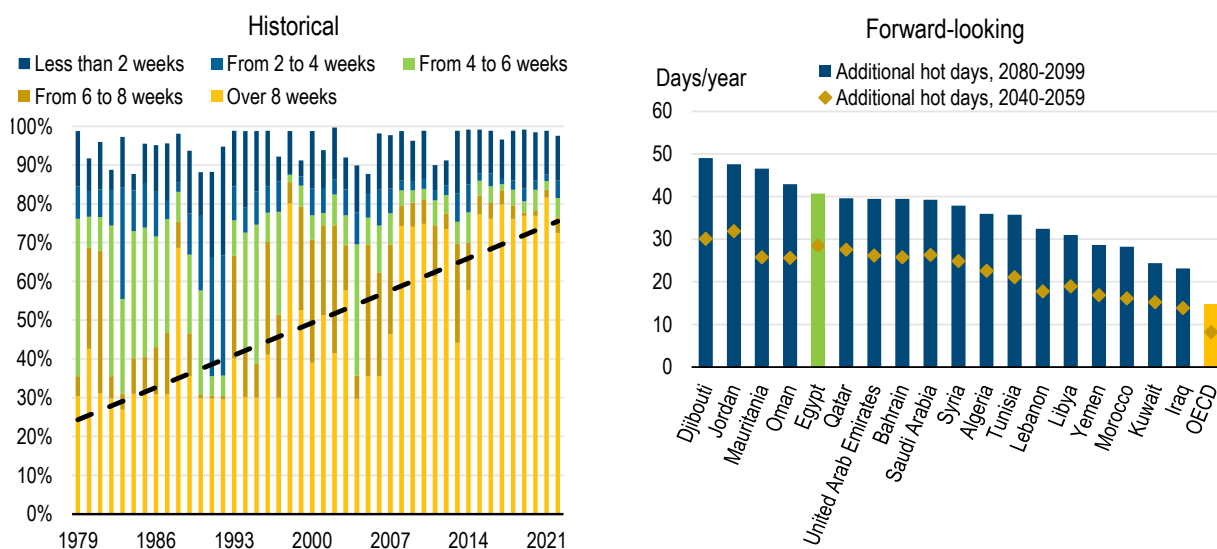 Historical
Less than 2 weeks From 2 to 4 weeks From 4 to 6 weeks
From 6 to 8 weeks Over 8 weeks
100%
90%
80%
70%
60%
50%
40%
30%
20%
10%
0%
1979 1986 1993 2000 2007 2014 2021
Forward-looking
Days/year
Additional hot days, 2080-2099
Additional hot days, 2040-2059
60
50
40
30
20
10
0
Djibouti
Jordan
Mauritania
Oman
Egypt
Qatar
United Arab Emirates
Bahrain
Saudi Arabia
Syria
Algeria
Tunisia
Lebanon
Libya
Yemen
Morocco
Kuwait
Iraq
OECD